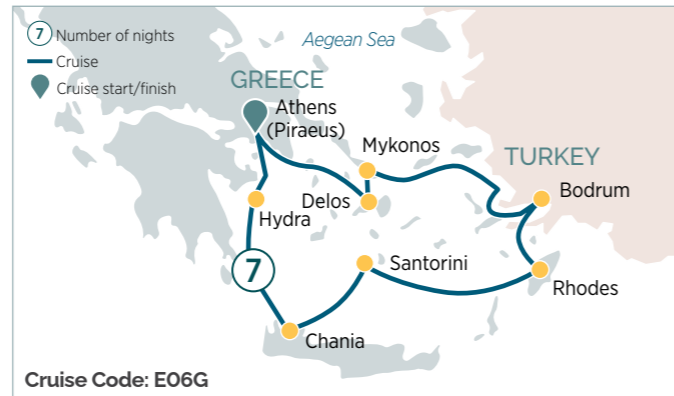 7 Number of nights
Cruise
Cruise start/finish
Aegean Sea
GREECE
Athens
(Piraeus)
Mykonos
TURKEY
Bodrum
Delos
Hydra
Santorini
7
Rhodes
Chania
Cruise Code: E06G